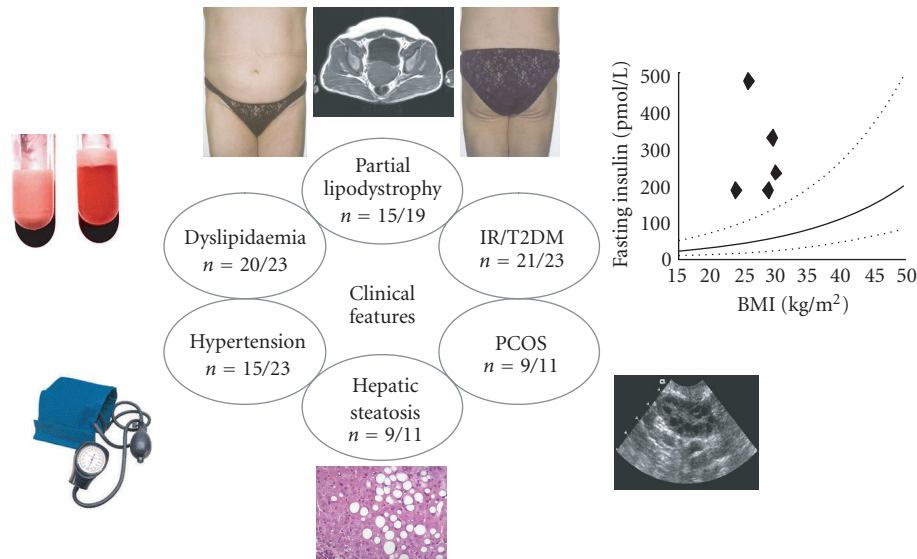 Partial
lipodystrophy
n = 15/19
Dyslipidaemia
n = 20/23
IR/T2DM
n = 21/23
Clinical
features
Hypertension
n = 15/23
PCOS
n = 9/11
Hepatic
steatosis
n = 9/11
Fasting insulin (pmol/L)
500
400
300
200
100
0
15 20 25 30 35 40 45 50
BMI (kg/m²)